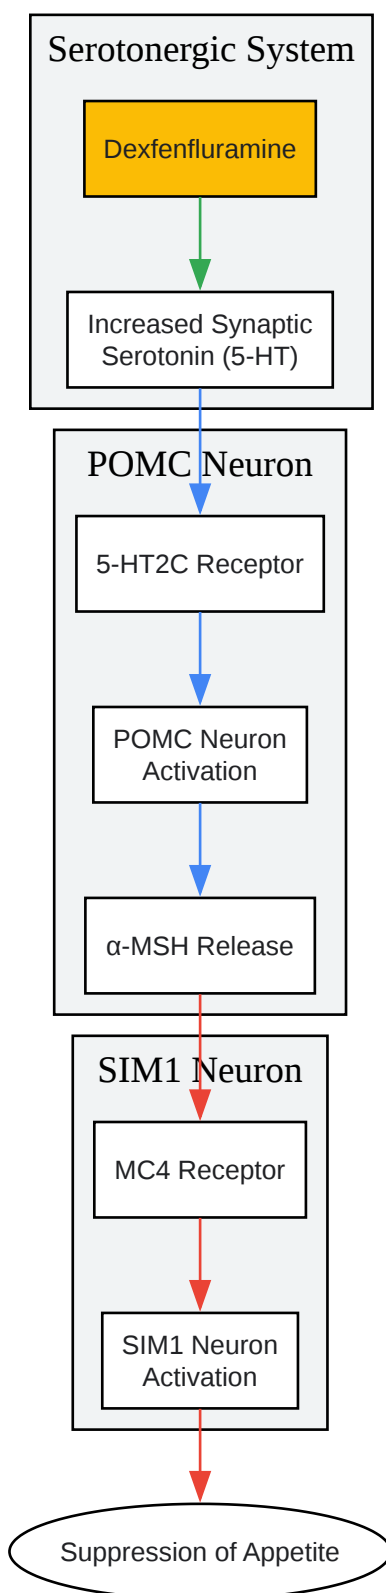 Serotonergic System
Dexfenfluramine
Increased Synaptic
Serotonin (5-HT)
POMC Neuron
5-HT2C Receptor
POMC Neuron
Activation
α-MSH Release
SIM1 Neuron
MC4 Receptor
SIM1 Neuron
Activation
Suppression of Appetite